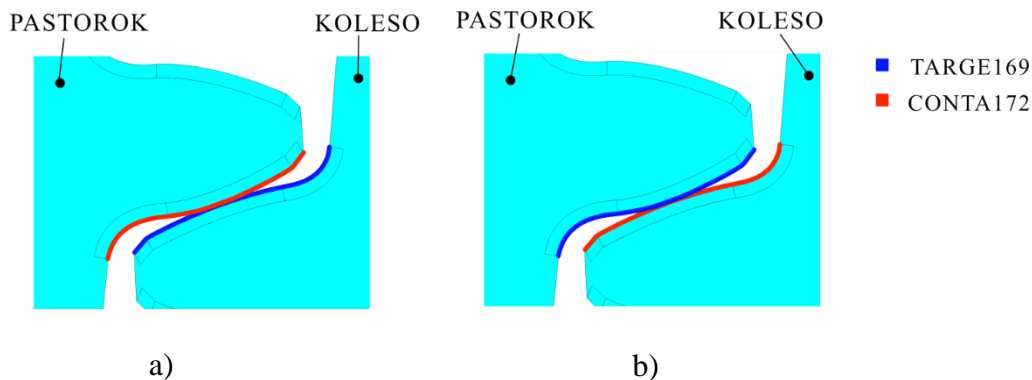 PASTOROK
KOLESO
PASTOROK
KOLESO
TARGE169
CONTA172
a)
b)